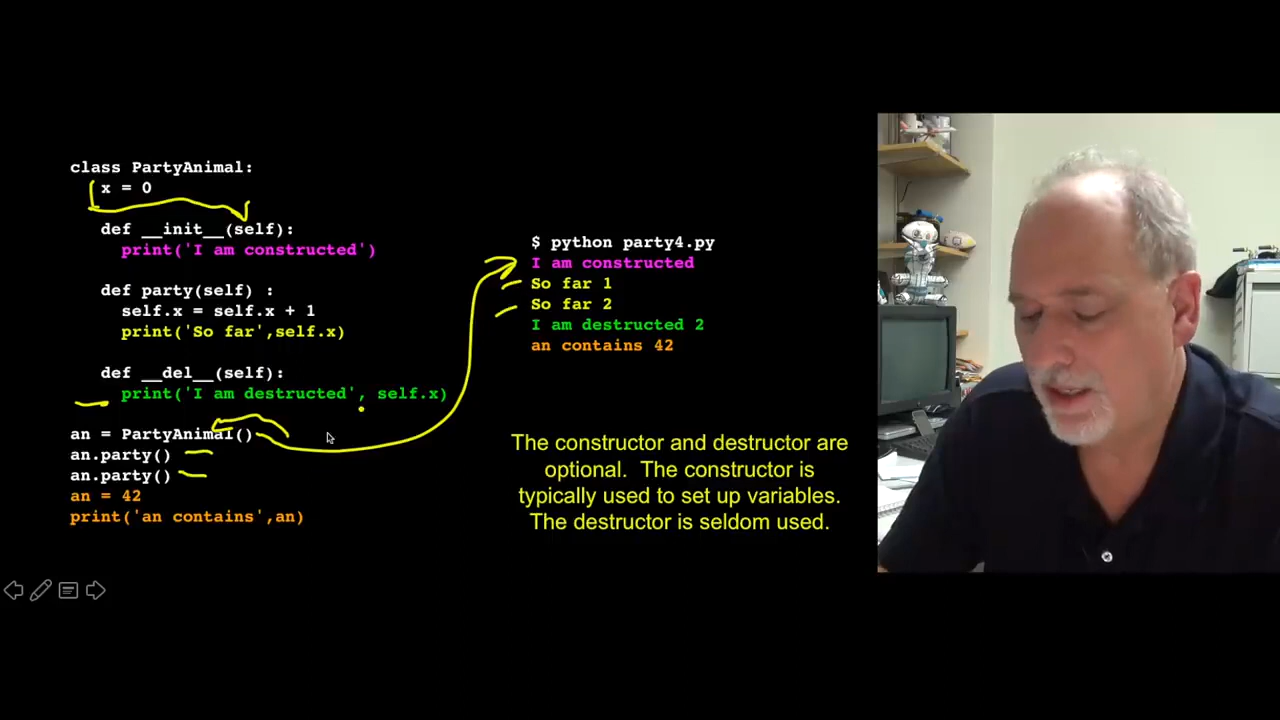 class PartyAnimal:
x = 0
def __init__(self):
print('I am constructed')
def party(self) :
self.x = self.x + 1
print('So far',self.x)
def __del__(self):
print('I am destructed', self.x)
an = PartyAnimal()
an.party()
an.party()
an = 42
print('an contains',an)
$ python party4.py
I am constructed
So far 1
So far 2
I am destructed 2
an contains 42
The constructor and destructor are
optional. The constructor is
typically used to set up variables.
The destructor is seldom used.